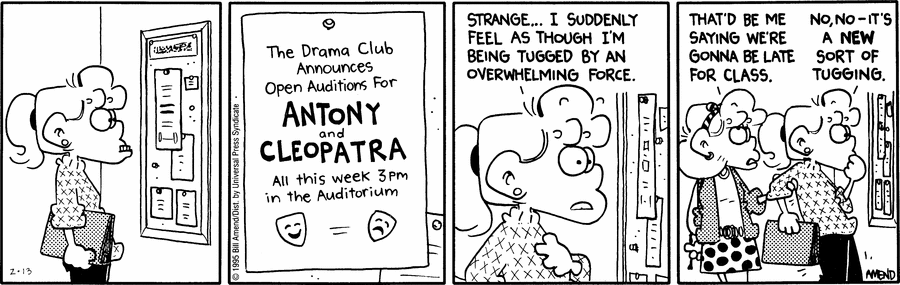 2-13
The Drama Club
Announces
Open Auditions For
ANTONY
and
CLEOPATRA
All this week 3pm
in the Auditorium
© 1995 Bill Amend/Dist. by Universal Press Syndicate
STRANGE... I SUDDENLY
FEEL AS THOUGH I'M
BEING TUGGED BY AN
OVERWHELMING FORCE.
THAT'D BE ME
SAYING WE'RE
GONNA BE LATE
FOR CLASS.
NO, NO – IT'S
A NEW
SORT OF
TUGGING.
AMEND